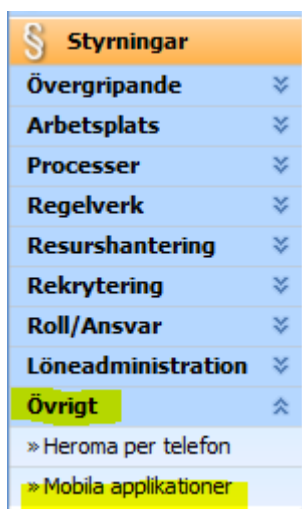 § Styrningar
Övergripande
Arbetsplats
Processer
Regelverk
Resurshantering
Rekrytering
Roll/Ansvar
Löneadministration
Övrigt
» Heroma per telefon
» Mobila applikationer